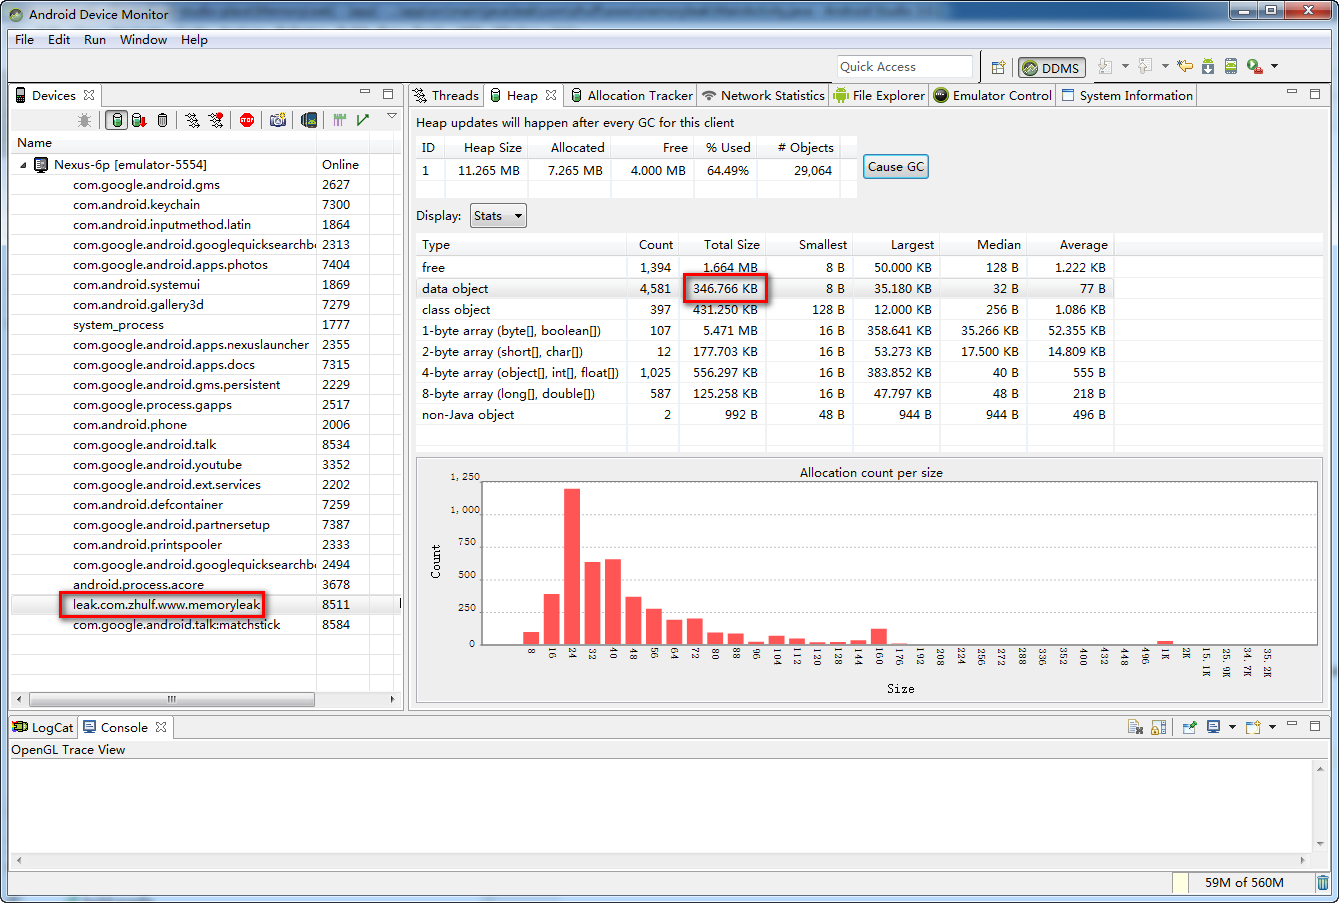 Android Device Monitor
File Edit Run Window Help
Quick Access
DDMS
Devices
Name
Nexus-6p [emulator-5554] Online
com.google.android.gms 2627
com.android.keychain 7300
com.android.inputmethod.latin 1864
com.google.android.googlequicksearchb 2313
com.google.android.apps.photos 7404
com.android.systemui 1869
com.android.gallery3d 7279
system_process 1777
com.google.android.apps.nexuslauncher 2355
com.google.android.apps.docs 7315
com.google.android.gms.persistent 2229
com.google.process.gapps 2517
com.android.phone 2006
com.google.android.talk 8534
com.google.android.youtube 3352
com.google.android.ext.services 2202
com.android.defcontainer 7259
com.google.android.partnersetup 7387
com.android.printspooler 2333
com.google.android.googlequicksearchb 2494
android.process.acore 3678
leak.com.zhulf.www.memoryleak 8511
com.google.android.talk:matchstick 8584
Threads Heap Allocation Tracker Network Statistics File Explorer Emulator Control System Information
Heap updates will happen after every GC for this client
ID Heap Size Allocated Free % Used # Objects
1 11.265 MB 7.265 MB 4.000 MB 64.49% 29,064
Cause GC
Display: Stats
Type Count Total Size Smallest Largest Median Average
free 1,394 1.664 MB 8 B 50.000 KB 128 B 1.222 KB
data object 4,581 346.766 KB 8 B 35.180 KB 32 B 77 B
class object 397 431.250 KB 128 B 12.000 KB 256 B 1.086 KB
1-byte array (byte[], boolean[]) 107 5.471 MB 16 B 358.641 KB 35.266 KB 52.355 KB
2-byte array (short[], char[]) 12 177.703 KB 16 B 53.273 KB 17.500 KB 14.809 KB
4-byte array (object[], int[], float[]) 1,025 556.297 KB 16 B 383.852 KB 40 B 555 B
8-byte array (long[], double[]) 587 125.258 KB 16 B 47.797 KB 48 B 218 B
non-Java object 2 992 B 48 B 944 B 944 B 496 B
Allocation count per size
1,250
1,000
750
500
250
0
Count
8 16 24 32 40 48 56 64 72 80 88 96 104 112 120 128 144 160 176 192 208 224 256 272 288 336 352 400 432 448 496 1K 2K 15.1K 25.9K 34.7K 35.2K
Size
LogCat Console
OpenGL Trace View
59M of 560M